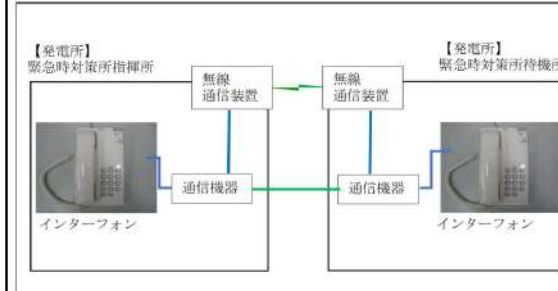 【発電所】
緊急時対策所指揮所
【発電所】
緊急時対策所待機所
無線
通信装置
無線
通信装置
通信機器
通信機器
インターフォン
インターフォン